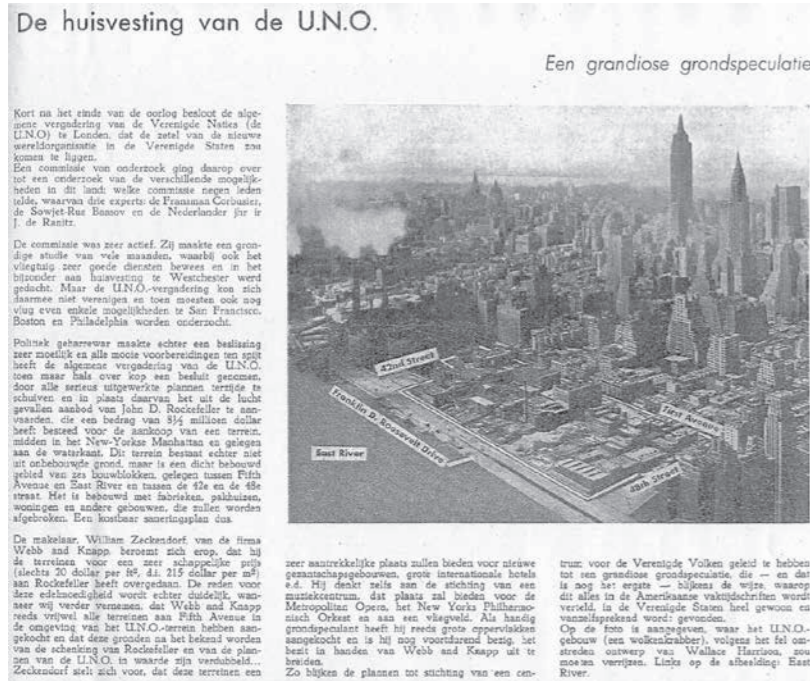 De huisvesting van de U.N.O.
Een grandiose grondspeculatie
Kort na het einde van de oorlog besloot de alge-
mene vergadering van de Verenigde Naties (de
U.N.O) te Londen, dat de zetel van de nieuwe
wereldorganisatie in de Verenigde Staten zou
komen te liggen.
Een commissie van onderzoek ging daarop over
tot een onderzoek van de verschillende mogelijk-
heden in dit land; welke commissie negen leden
telde, waarvan drie experts: de Fransman Corbusier,
de Sowjet-Rus Bassov en de Nederlander jhr ir
J. de Ranitz.
De commissie was zeer actief. Zij maakte een gron-
dige studie van vele maanden, waarbij ook het
vliegtuig zeer goede diensten bewees en in het
bijzonder aan huisvesting te Westchester werd
gedacht. Maar de U.N.O.-vergadering kon zich
daarmee niet verenigen en toen moesten ook nog
vlug even enkele mogelijkheden te San Francisco,
Boston en Philadelphia worden onderzocht.
Politiek geharrewar maakte echter een beslissing
zeer moeilijk en alle mooie voorbereidingen ten spijt
heeft de algemene vergadering van de U.N.O.
toen maar hals over kop een besluit genomen,
door alle serieus uitgewerkte plannen terzijde te
schuiven en in plaats daarvan het uit de lucht
gevallen aanbod van John D. Rockefeller te aan-
vaarden, die een bedrag van 8½ millioen dollar
heeft besteed voor de aankoop van een terrein,
midden in het New-Yorkse Manhattan en gelegen
aan de waterkant. Dit terrein bestaat echter niet
uit onbebouwde grond, maar is een dicht bebouwd
gebied van zes bouwblokken, gelegen tussen Fifth
Avenue en East River en tussen de 42e en de 48e
straat. Het is bebouwd met fabrieken, pakhuizen,
woningen en andere gebouwen, die zullen worden
afgebroken. Een kostbaar saneringsplan dus.
De makelaar, William Zeckendorf, van de firma
Webb and Knapp, beroemt zich erop, dat hij
de terreinen voor een zeer schappelijke prijs
(slechts 20 dollar per ft², d.i. 215 dollar per m²)
aan Rockefeller heeft overgedaan. De reden voor
deze edelmoedigheid wordt echter duidelijk, wan-
neer wij verder vernemen, dat Webb and Knapp
reeds vrijwel alle terreinen aan Fifth Avenue in
de omgeving van het U.N.O.-terrein hebben aan-
gekocht en dat deze gronden na het bekend worden
van de schenking van Rockefeller en van de plan-
nen van de U.N.O. in waarde zijn verdubbeld...
Zeckendorf stelt zich voor, dat deze terreinen een
42nd Street
Franklin D. Roosevelt Drive
First Avenue
East River
48th Street
zeer aantrekkelijke plaats zullen bieden voor nieuwe
gezantschapsgebouwen, grote internationale hotels
e.d. Hij denkt zelfs aan de stichting van een
muziekcentrum, dat plaats zal bieden voor de
Metropolitan Opera, het New Yorks Philharmo-
nisch Orkest en aan een vliegveld. Als handig
grondspeculant heeft hij reeds grote oppervlakken
aangekocht en is hij nog voortdurend bezig, het
bezit in handen van Webb and Knapp uit te
breiden.
Zo blijken de plannen tot stichting van een cen-
trum voor de Verenigde Volken geleid te hebben
tot een grandiose grondspeculatie, die — en dat
is nog het ergste — blijkens de wijze, waarop
dit alles in de Amerikaanse vaktijdschriften wordt
verteld, in de Verenigde Staten heel gewoon en
vanzelfsprekend wordt gevonden.
Op de foto is aangegeven, waar het U.N.O.-
gebouw (een wolkenkrabber), volgens het fel om-
streden ontwerp van Wallace Harrison, zou
moeten verrijzen. Links op de afbeelding: East
River.